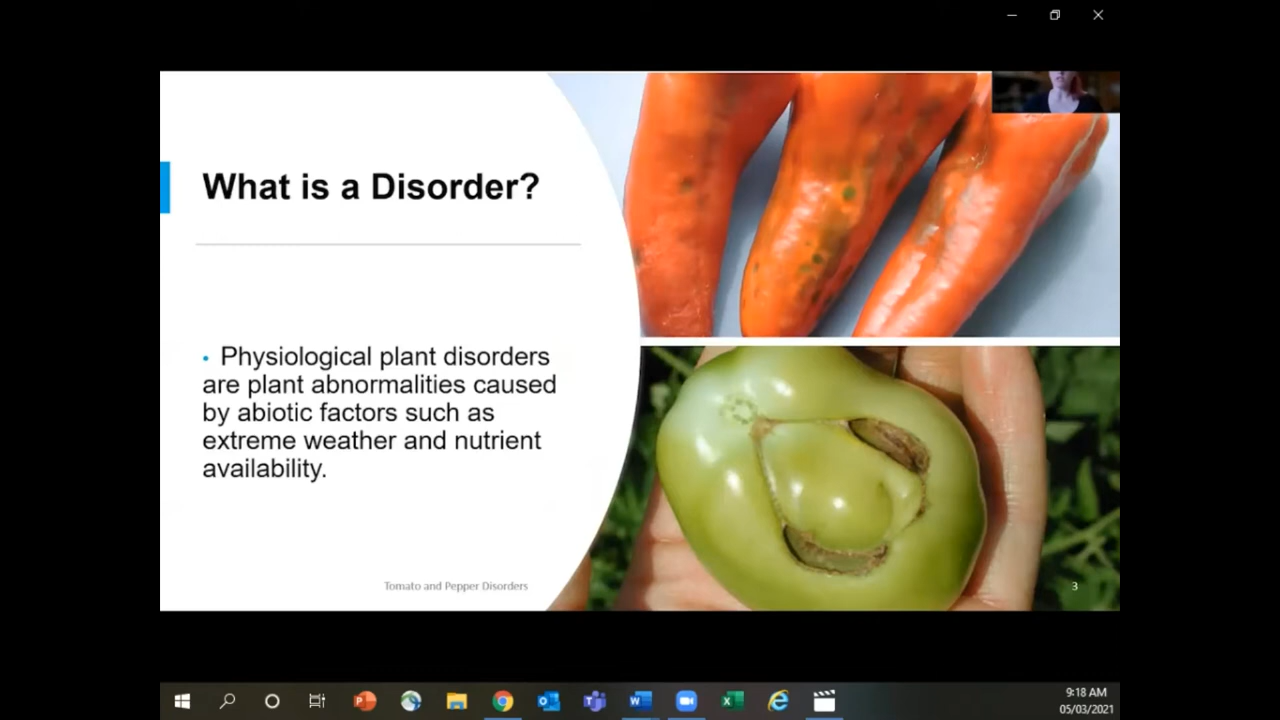 What is a Disorder?
• Physiological plant disorders
are plant abnormalities caused
by abiotic factors such as
extreme weather and nutrient
availability.
Tomato and Pepper Disorders
3
9:18 AM
05/03/2021